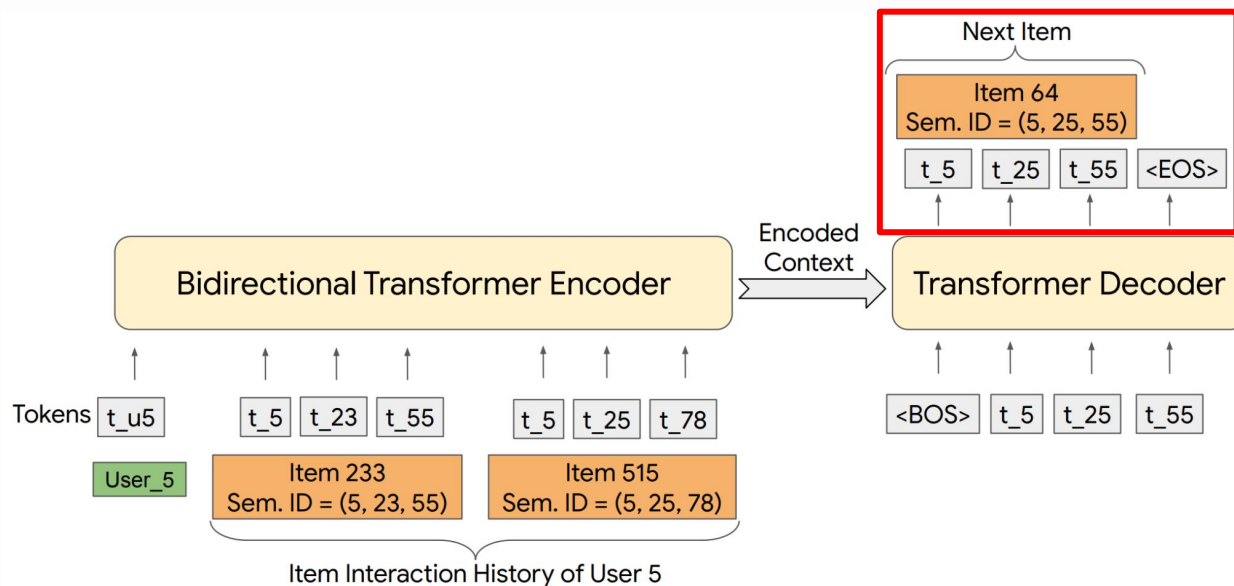 Next Item
Item 64
Sem. ID = (5, 25, 55)
t_5 t_25 t_55 <EOS>
Encoded
Context
Bidirectional Transformer Encoder
Transformer Decoder
Tokens t_u5 t_5 t_23 t_55 t_5 t_25 t_78
<BOS> t_5 t_25 t_55
User_5
Item 233
Sem. ID = (5, 23, 55)
Item 515
Sem. ID = (5, 25, 78)
Item Interaction History of User 5